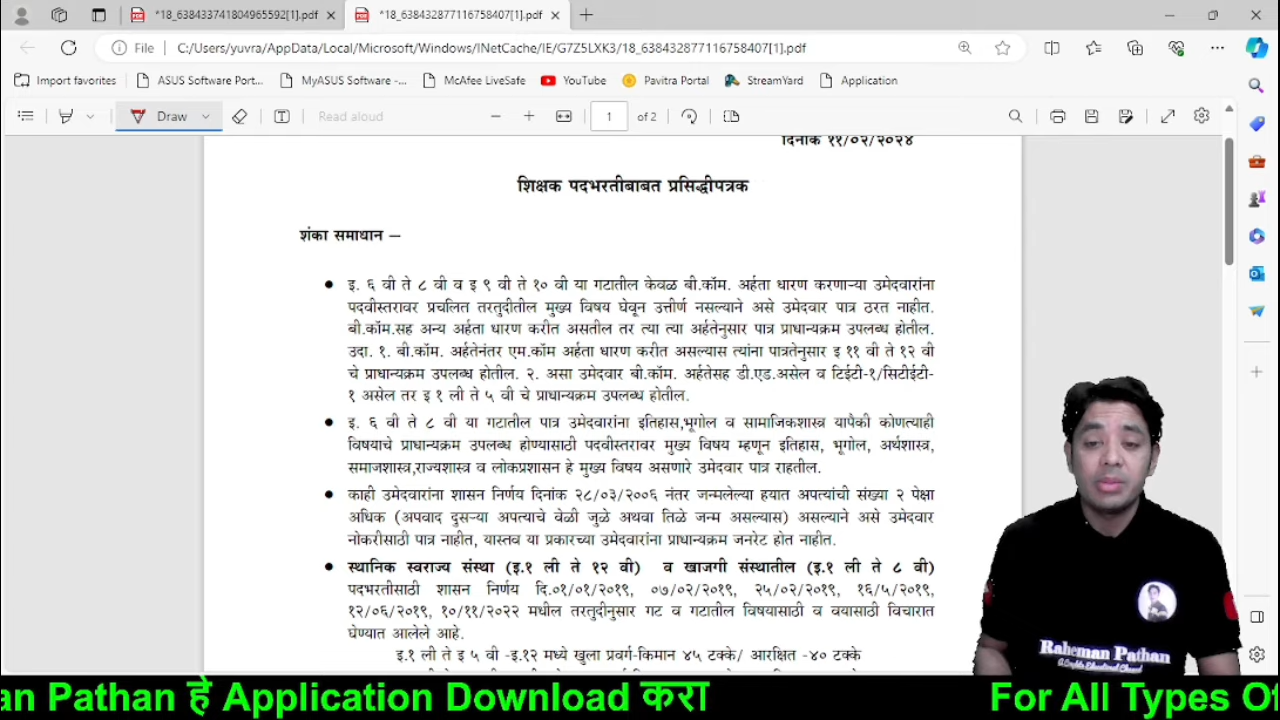 *18_638433741804965592[1].pdf
*18_638432877116758407[1].pdf
File
C:/Users/yuvra/AppData/Local/Microsoft/Windows/INetCache/IE/G7Z5LXK3/18_638432877116758407[1].pdf
Import favorites
ASUS Software Port...
MyASUS Software -...
McAfee LiveSafe
YouTube
Pavitra Portal
StreamYard
Application
Draw
Read aloud
1
of 2
दिनांक ११/०२/२०२४
शिक्षक पदभरतीबाबत प्रसिद्धीपत्रक
शंका समाधान –
• इ. ६ वी ते ८ वी व इ ९ वी ते १० वी या गटातील केवळ बी.कॉम. अर्हता धारण करणाऱ्या उमेदवारांना
पदवीस्तरावर प्रचलित तरतुदीतील मुख्य विषय घेवून उत्तीर्ण नसल्याने असे उमेदवार पात्र ठरत नाहीत.
बी.कॉम.सह अन्य अर्हता धारण करीत असतील तर त्या त्या अर्हतेनुसार पात्र प्राधान्यक्रम उपलब्ध होतील.
उदा. १. बी.कॉम. अर्हतेनंतर एम.कॉम अर्हता धारण करीत असल्यास त्यांना पात्रतेनुसार इ ११ वी ते १२ वी
चे प्राधान्यक्रम उपलब्ध होतील. २. असा उमेदवार बी.कॉम. अर्हतेसह डी.एड.असेल व टिईटी-१/सिटीईटी-
१ असेल तर इ १ ली ते ५ वी चे प्राधान्यक्रम उपलब्ध होतील.
• इ. ६ वी ते ८ वी या गटातील पात्र उमेदवारांना इतिहास,भूगोल व सामाजिकशास्त्र यापैकी कोणत्याही
विषयाचे प्राधान्यक्रम उपलब्ध होण्यासाठी पदवीस्तरावर मुख्य विषय म्हणून इतिहास, भूगोल, अर्थशास्त्र,
समाजशास्त्र,राज्यशास्त्र व लोकप्रशासन हे मुख्य विषय असणारे उमेदवार पात्र राहतील.
• काही उमेदवारांना शासन निर्णय दिनांक २८/०३/२००६ नंतर जन्मलेल्या हयात अपत्यांची संख्या २ पेक्षा
अधिक (अपवाद दुसऱ्या अपत्याचे वेळी जुळे अथवा तिळे जन्म असल्यास) असल्याने असे उमेदवार
नोकरीसाठी पात्र नाहीत, यास्तव या प्रकारच्या उमेदवारांना प्राधान्यक्रम जनरेट होत नाहीत.
• स्थानिक स्वराज्य संस्था (इ.१ ली ते १२ वी) व खाजगी संस्थातील (इ.१ ली ते ८ वी)
पदभरतीसाठी शासन निर्णय दि.०१/०१/२०१९, ०७/०२/२०१९, २५/०२/२०१९, १६/५/२०१९,
१२/०६/२०१९, १०/११/२०२२ मधील तरतुदीनुसार गट व गटातील विषयासाठी व वयासाठी विचारात
घेण्यात आलेले आहे.
इ.१ ली ते इ ५ वी -इ.१२ मध्ये खुला प्रवर्ग-किमान ४५ टक्के/ आरक्षित -४० टक्के
Raheman Pathan
an Pathan हे Application Download करा
For All Types Of